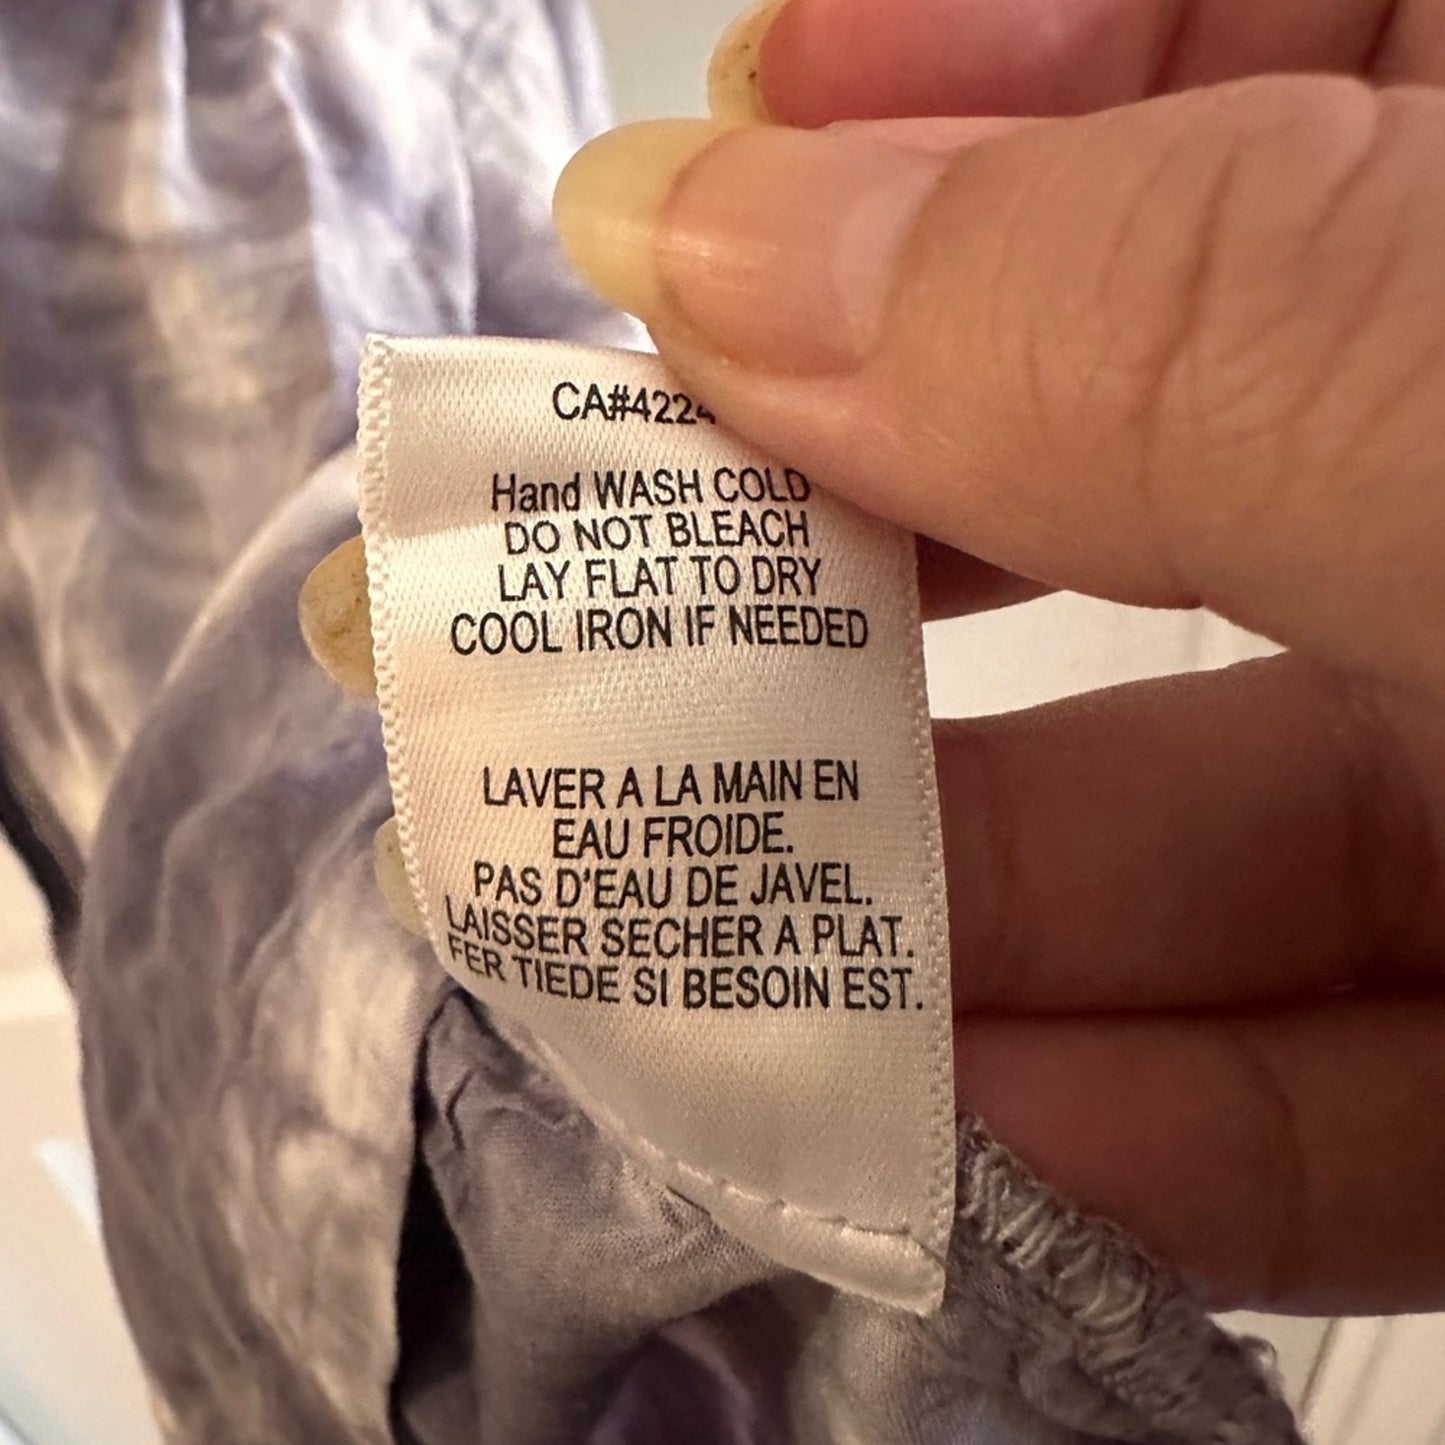 CA#4224
Hand WASH COLD
DO NOT BLEACH
LAY FLAT TO DRY
COOL IRON IF NEEDED
LAVER A LA MAIN EN
EAU FROIDE.
PAS D'EAU DE JAVEL.
LAISSER SECHER A PLAT.
FER TIEDE SI BESOIN EST.